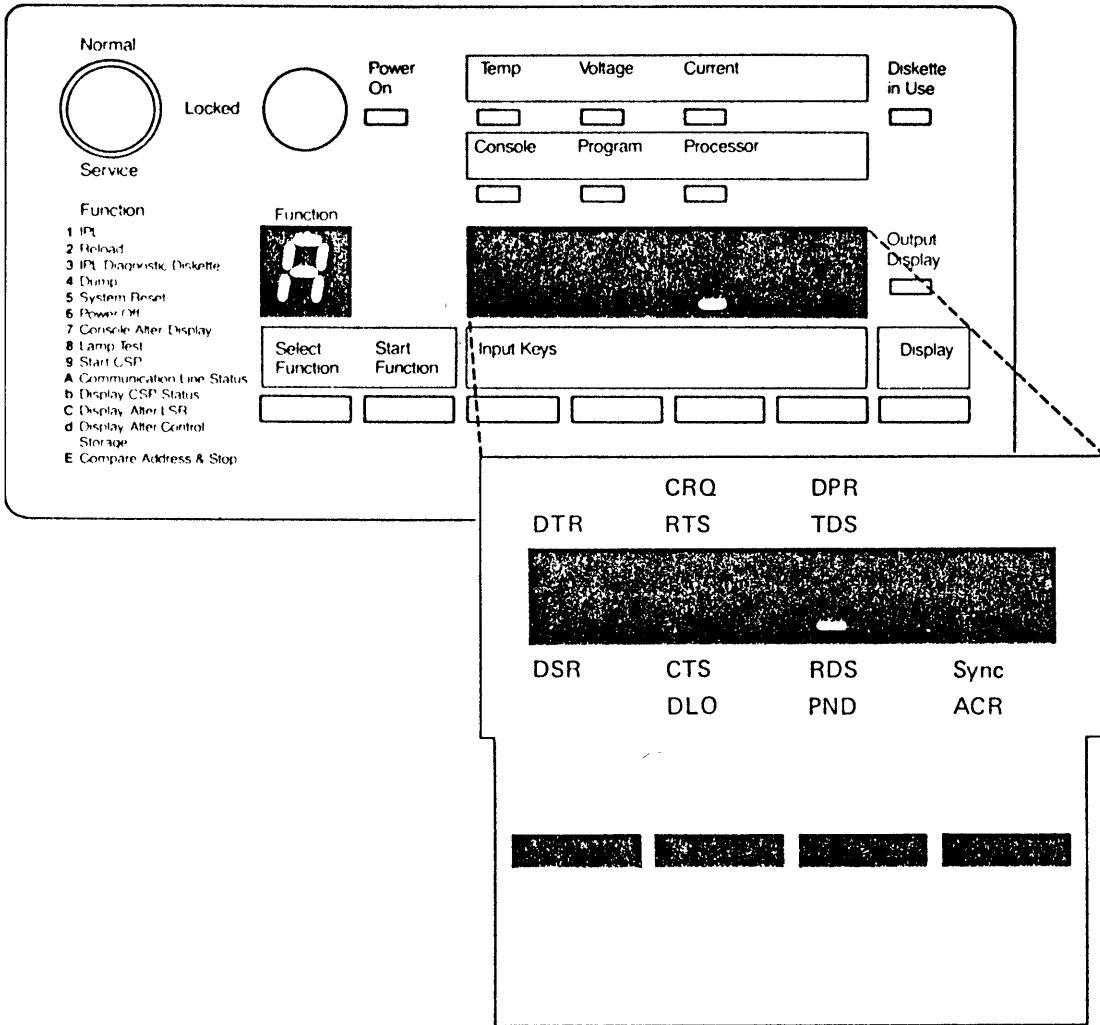 Normal
Locked
Service
Power
On
Temp Voltage Current
Console Program Processor
Diskette
in Use
Function
1 IPL
2 Reload
3 IPL Diagnostic Diskette
4 Dump
5 System Reset
6 Power Off
7 Console Alter Display
8 Lamp Test
9 Start CSP
A Communication Line Status
b Display CSP Status
C Display Alter LSR
d Display Alter Control
Storage
E Compare Address & Stop
Function
A
Output
Display
Select
Function
Start
Function
Input Keys
Display
CRQ DPR
DTR RTS TDS
DSR CTS RDS Sync
DLO PND ACR